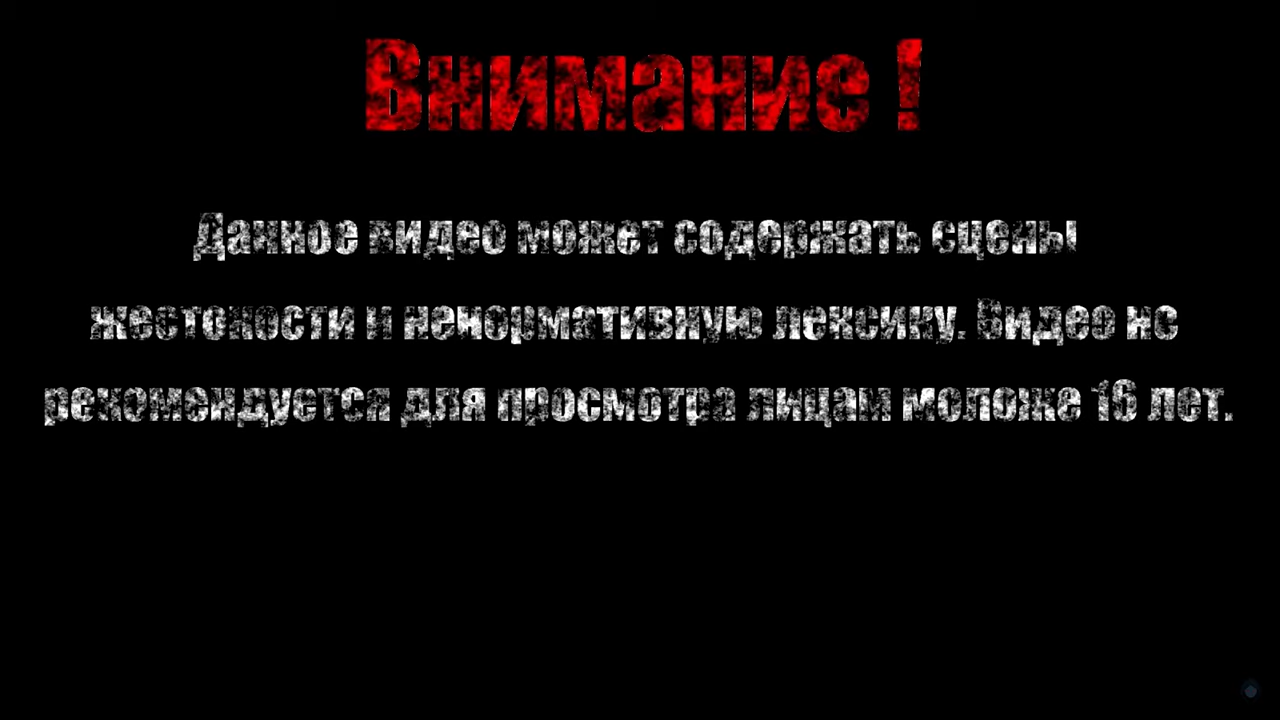 Внимание !
Данное видео может содержать сцены
жестокости и ненормативную лексику. Видео не
рекомендуется для просмотра лицам моложе 16 лет.